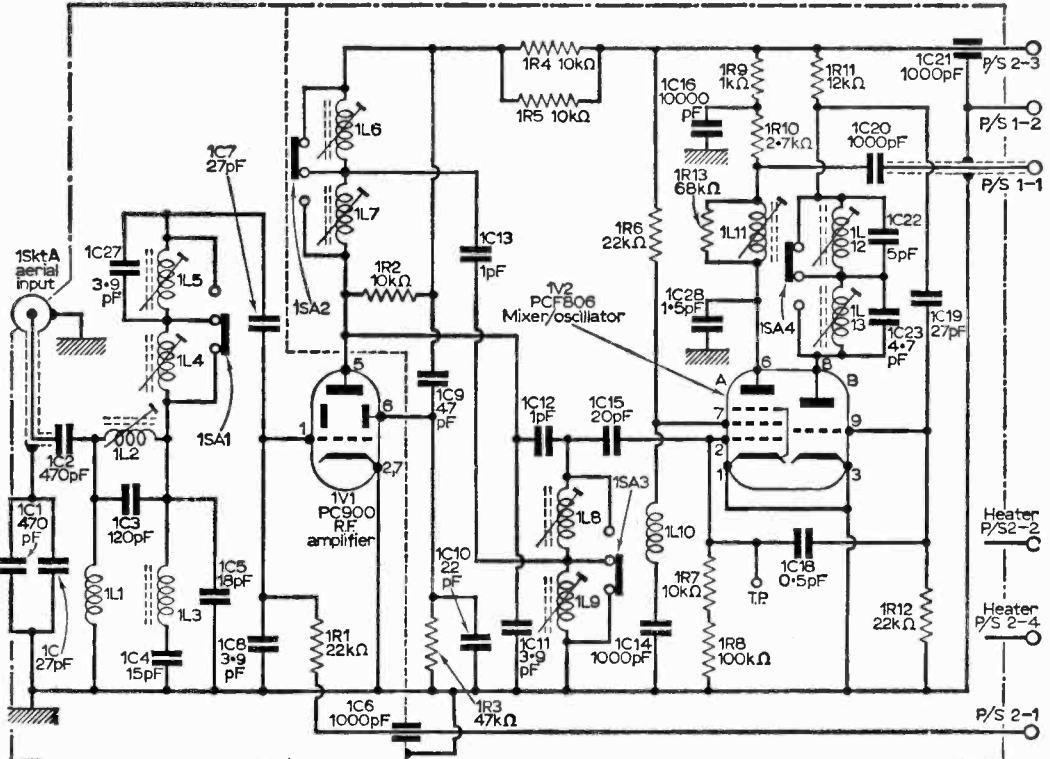 1R4 10kΩ
1R5 10kΩ
1R9
1kΩ
1R11
12kΩ
1C21
1000pF
P/S 2-3
1C16
10000
pF
1R10
2·7kΩ
1C20
1000pF
P/S 1-2
P/S 1-1
1L6
1L7
1C7
27pF
1SA2
1C13
1pF
1R6
22kΩ
1R13
68kΩ
1L11
1L
12
1C22
5pF
1SktA
aerial
input
1C27
3·9
pF
1L5
1L4
1SA1
1R2
10kΩ
1V2
PCF806
Mixer/oscillator
1C28
1·5pF
1SA4
1L
13
1C23
4·7
pF
1C19
27pF
5
6
1
2,7
1C9
47
pF
1C12
1pF
1C15
20pF
A
6
8
B
7
2
1
9
3
1L2
1C2
470pF
1V1
PC900
R.F.
amplifier
1SA3
1L8
1L9
1L10
1C1
470
pF
1C3
120pF
1C5
18pF
1L1
1L3
1C10
22
pF
1R7
10kΩ
T.P.
1C18
0·5pF
Heater
P/S2-2
Heater
P/S 2-4
1C
27pF
1C4
15pF
1C8
3·9
pF
1R1
22kΩ
1C11
3·9
pF
1C14
1000pF
1R8
100kΩ
1R12
22kΩ
1C6
1000pF
1R3
47kΩ
P/S 2-1